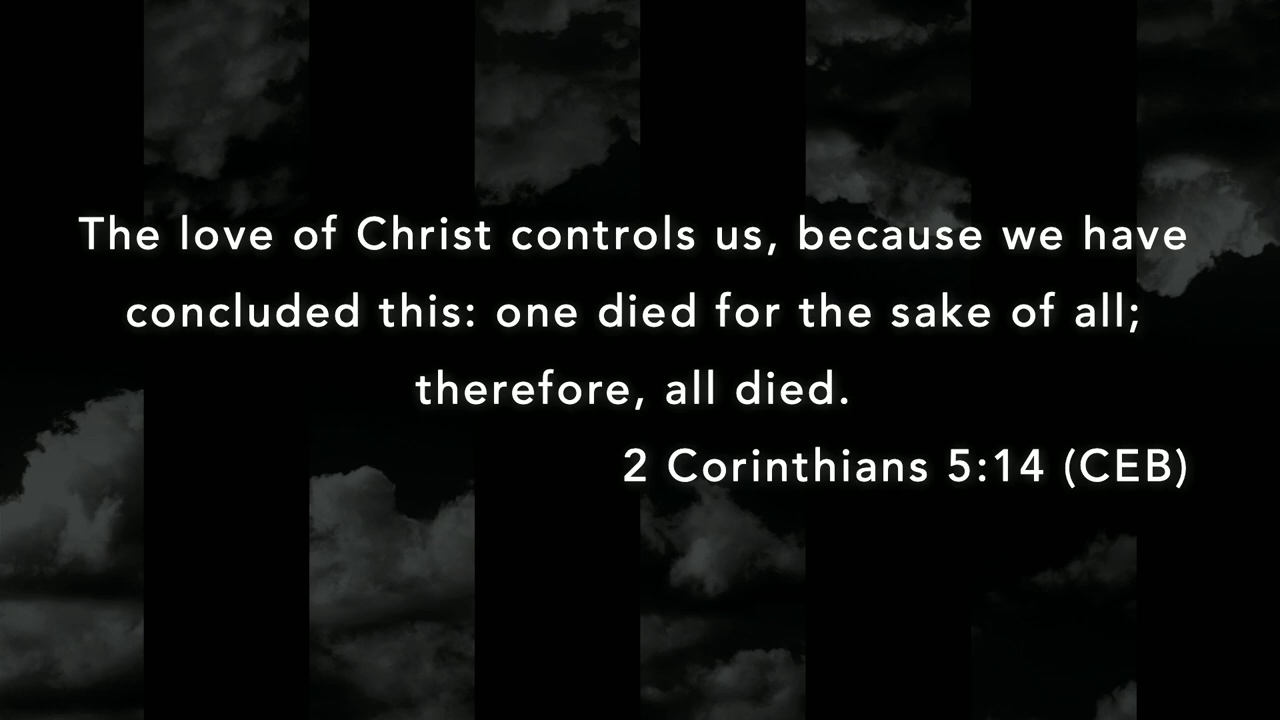 The love of Christ controls us, because we have
concluded this: one died for the sake of all;
therefore, all died.
2 Corinthians 5:14 (CEB)